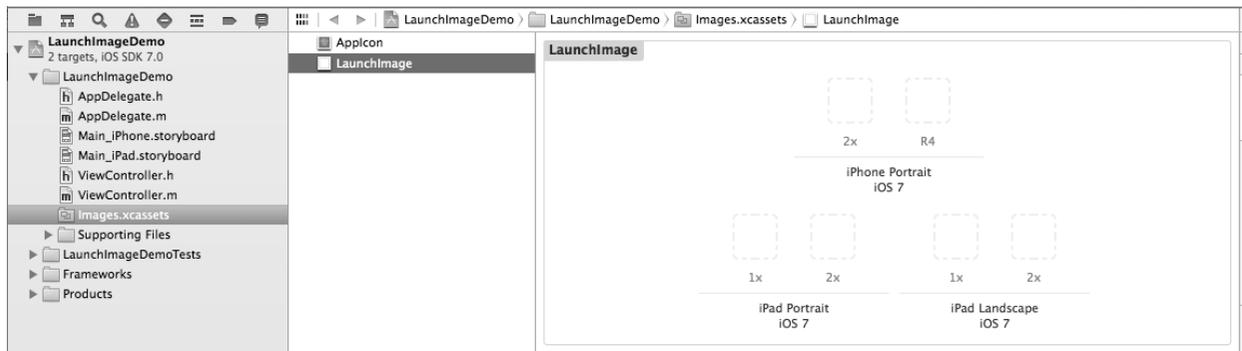 LaunchImageDemo LaunchImageDemo Images.xcassets LaunchImage
LaunchImageDemo
2 targets, iOS SDK 7.0
LaunchImageDemo
h AppDelegate.h
m AppDelegate.m
Main_iPhone.storyboard
Main_iPad.storyboard
h ViewController.h
m ViewController.m
Images.xcassets
Supporting Files
LaunchImageDemoTests
Frameworks
Products
AppIcon
LaunchImage
LaunchImage
2x R4
iPhone Portrait
iOS 7
1x 2x 1x 2x
iPad Portrait iPad Landscape
iOS 7 iOS 7